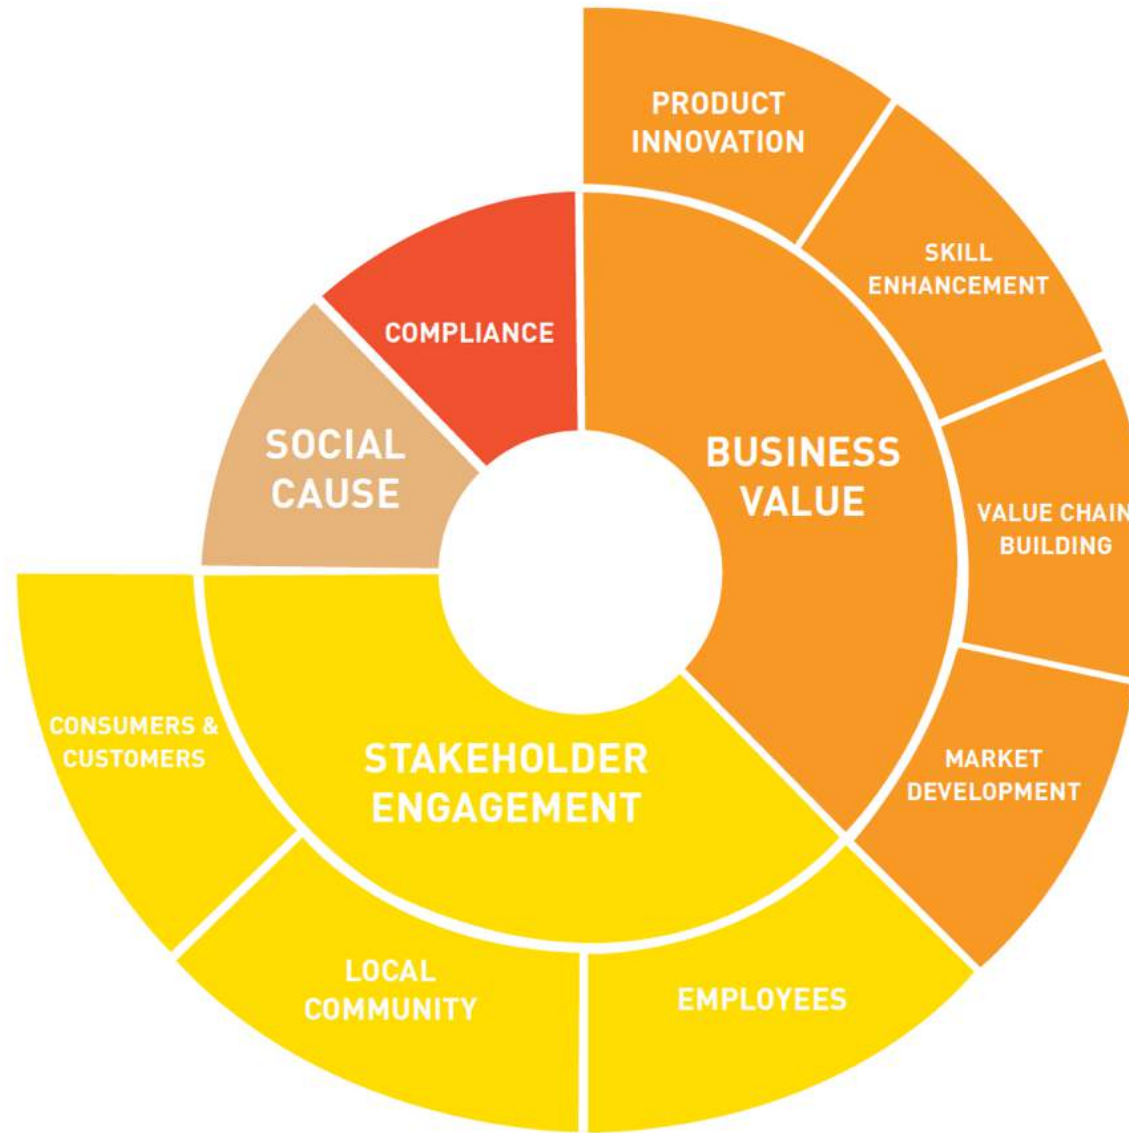 PRODUCT
INNOVATION
SKILL
ENHANCEMENT
COMPLIANCE
SOCIAL
CAUSE
BUSINESS
VALUE
VALUE CHAIN
BUILDING
CONSUMERS &
CUSTOMERS
STAKEHOLDER
ENGAGEMENT
MARKET
DEVELOPMENT
LOCAL
COMMUNITY
EMPLOYEES